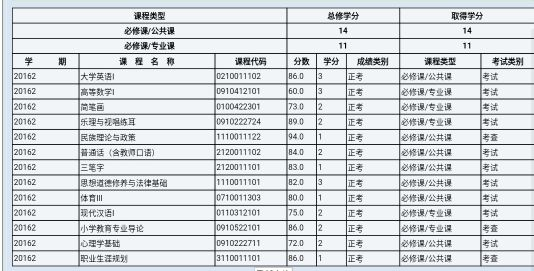 课程类型 总修学分 取得学分
必修课/公共课 14 14
必修课/专业课 11 11
学 期 课 程 名 称 课程代码 分数 学分 成绩类别 课程类型 考试类别
20162 大学英语I 0210011102 86.0 3 正考 必修课/公共课 考试
20162 高等数学I 0910412101 60.0 3 正考 必修课/专业课 考试
20162 简笔画 0100422301 73.0 2 正考 必修课/专业课 考试
20162 乐理与视唱练耳 0910222724 89.0 2 正考 必修课/专业课 考试
20162 民族理论与政策 1110011122 94.0 1 正考 必修课/公共课 考查
20162 普通话（含教师口语） 2120011102 84.0 2 正考 必修课/公共课 考试
20162 三笔字 2120011101 83.0 1 正考 必修课/公共课 考试
20162 思想道德修养与法律基础 1110011101 82.0 3 正考 必修课/公共课 考试
20162 体育III 0710011303 80.0 1 正考 必修课/公共课 考试
20162 现代汉语I 0110312101 75.0 2 正考 必修课/专业课 考试
20162 小学教育专业导论 0910522101 86.0 2 正考 必修课/专业课 考查
20162 心理学基础 0910222711 72.0 2 正考 必修课/公共课 考试
20162 职业生涯规划 3110011101 86.0 1 正考 必修课/公共课 考查